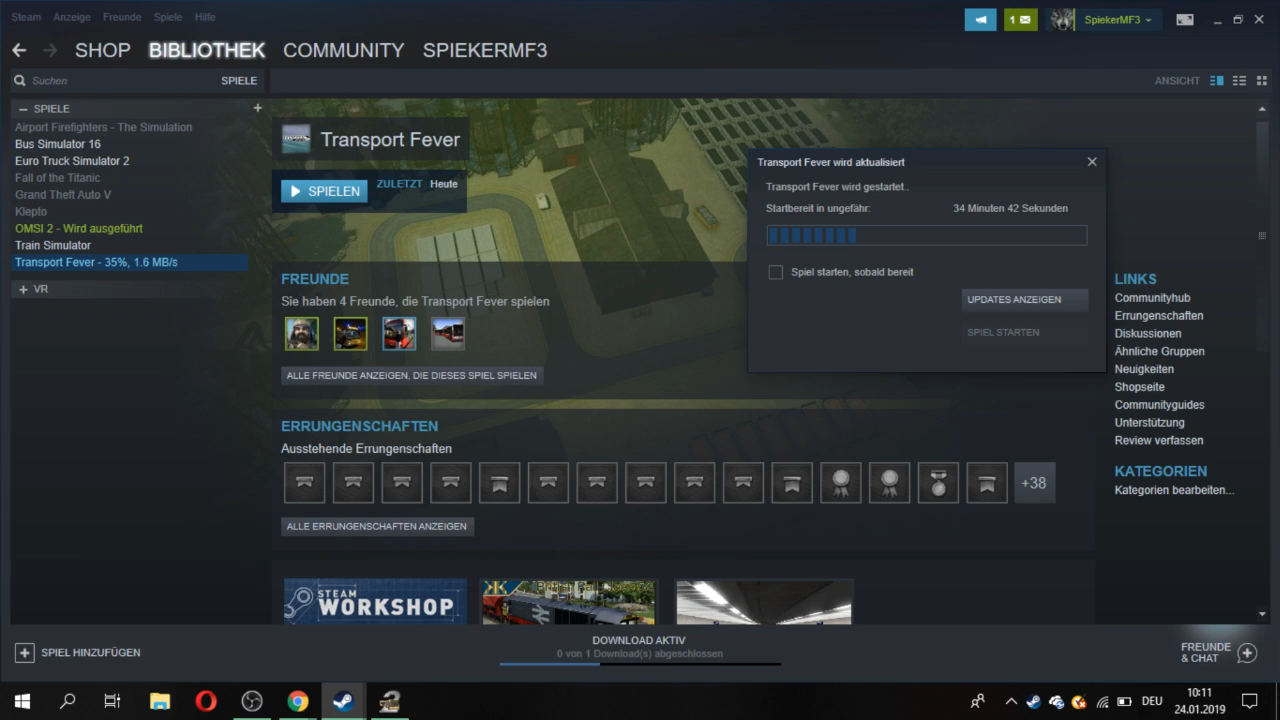 Steam Anzeige Freunde Spiele Hilfe
1 SpiekerMF3
SHOP BIBLIOTHEK COMMUNITY SPIEKERMF3
Suchen SPIELE
ANSICHT
– SPIELE +
Airport Firefighters - The Simulation
Bus Simulator 16
Euro Truck Simulator 2
Fall of the Titanic
Grand Theft Auto V
Klepto
OMSI 2 - Wird ausgeführt
Train Simulator
Transport Fever - 35%, 1.6 MB/s
+ VR
Transport Fever
SPIELEN
ZULETZT Heute
Transport Fever wird aktualisiert
Transport Fever wird gestartet..
Startbereit in ungefähr: 34 Minuten 42 Sekunden
Spiel starten, sobald bereit
UPDATES ANZEIGEN
SPIEL STARTEN
FREUNDE
Sie haben 4 Freunde, die Transport Fever spielen
ALLE FREUNDE ANZEIGEN, DIE DIESES SPIEL SPIELEN
ERRUNGENSCHAFTEN
Ausstehende Errungenschaften
+38
ALLE ERRUNGENSCHAFTEN ANZEIGEN
STEAM
WORKSHOP
LINKS
Communityhub
Errungenschaften
Diskussionen
Ähnliche Gruppen
Neuigkeiten
Shopseite
Communityguides
Unterstützung
Review verfassen
KATEGORIEN
Kategorien bearbeiten...
SPIEL HINZUFÜGEN
DOWNLOAD AKTIV
0 von 1 Download(s) abgeschlossen
FREUNDE
& CHAT
DEU
10:11
24.01.2019